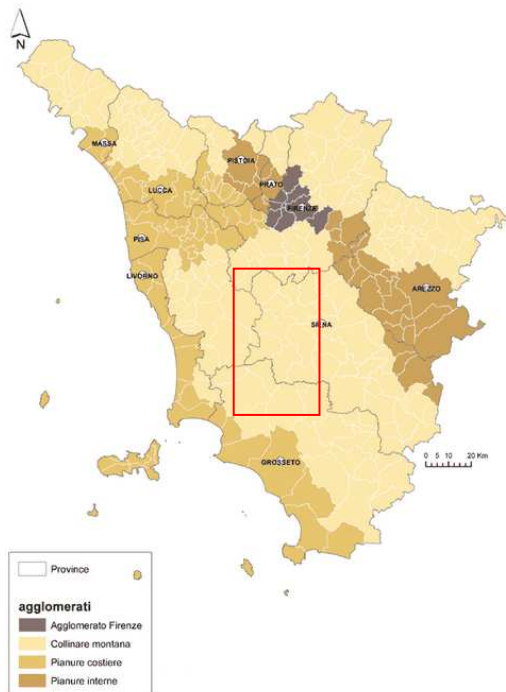 N
MASSA
PISTOIA
PRATO
LUCCA
FIRENZE
PISA
LIVORNO
AREZZO
SIENA
GROSSETO
0 5 10 20 Km
Province
agglomerati
Agglomerato Firenze
Collinare montana
Pianure costiere
Pianure interne